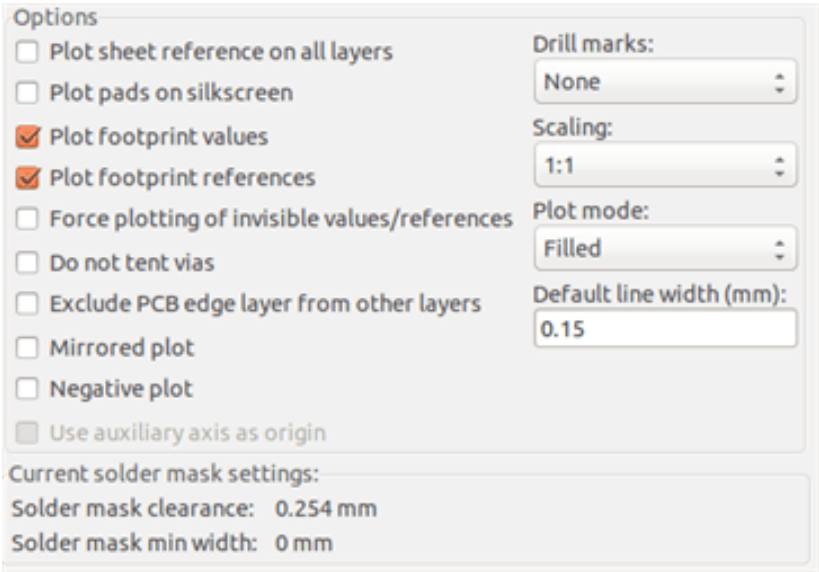 Options
Plot sheet reference on all layers
Plot pads on silkscreen
Plot footprint values
Plot footprint references
Force plotting of invisible values/references
Do not tent vias
Exclude PCB edge layer from other layers
Mirrored plot
Negative plot
Use auxiliary axis as origin
Drill marks:
None
Scaling:
1:1
Plot mode:
Filled
Default line width (mm):
0.15
Current solder mask settings:
Solder mask clearance: 0.254 mm
Solder mask min width: 0 mm